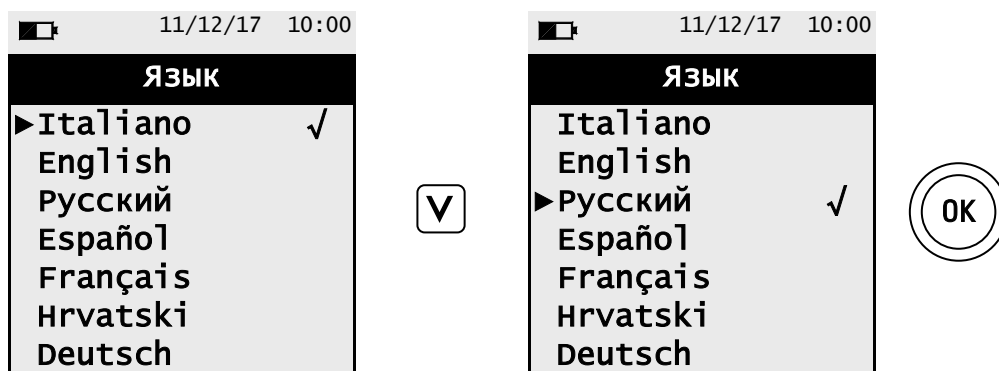 11/12/17 10:00
Язык
▶Italiano √
English
Русский
Español
Français
Hrvatski
Deutsch
V
11/12/17 10:00
Язык
Italiano
English
▶Русский √
Español
Français
Hrvatski
Deutsch
OK